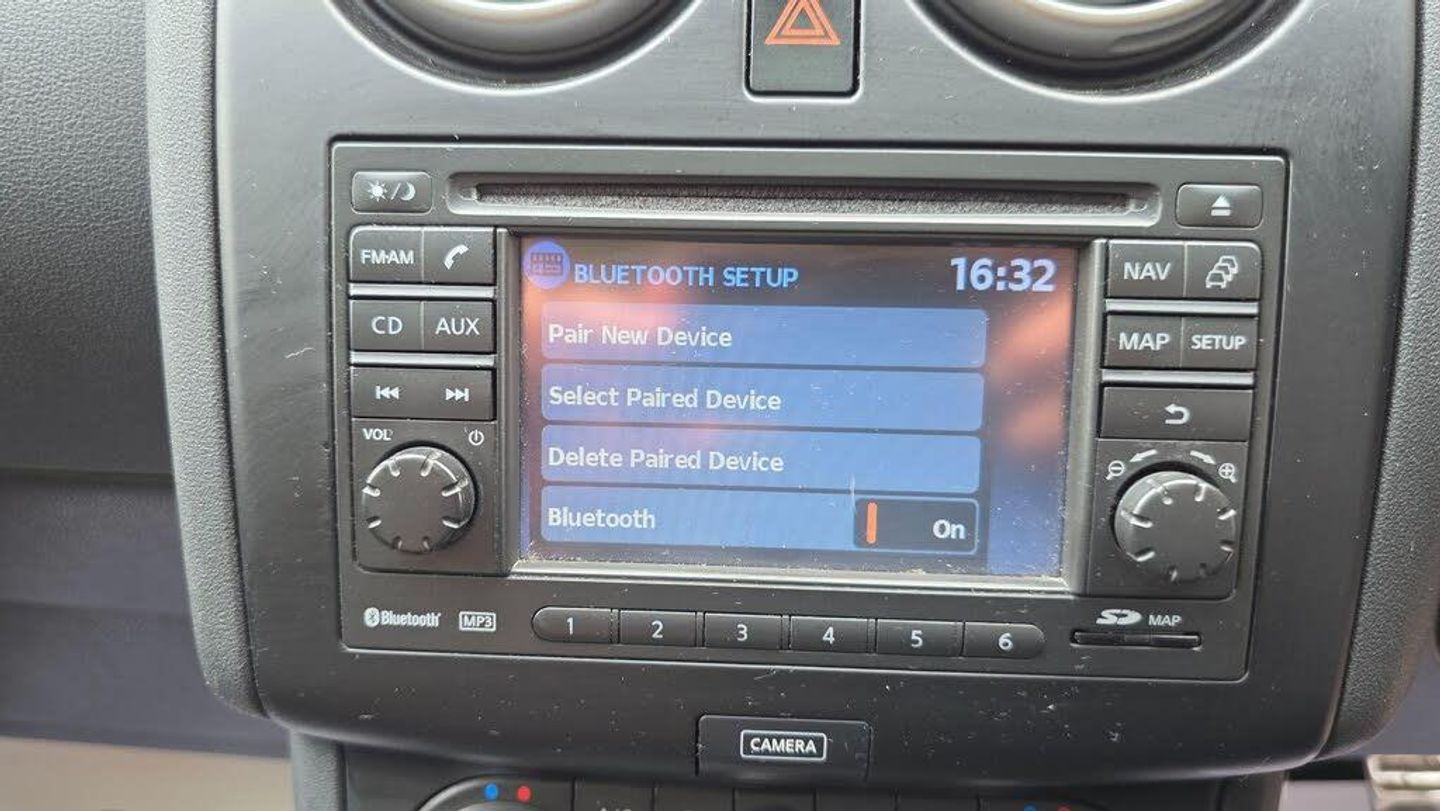 FM·AM
CD AUX
VOL
BLUETOOTH SETUP 16:32
Pair New Device
Select Paired Device
Delete Paired Device
Bluetooth On
NAV
MAP SETUP
Bluetooth MP3
1 2 3 4 5 6
SD MAP
CAMERA